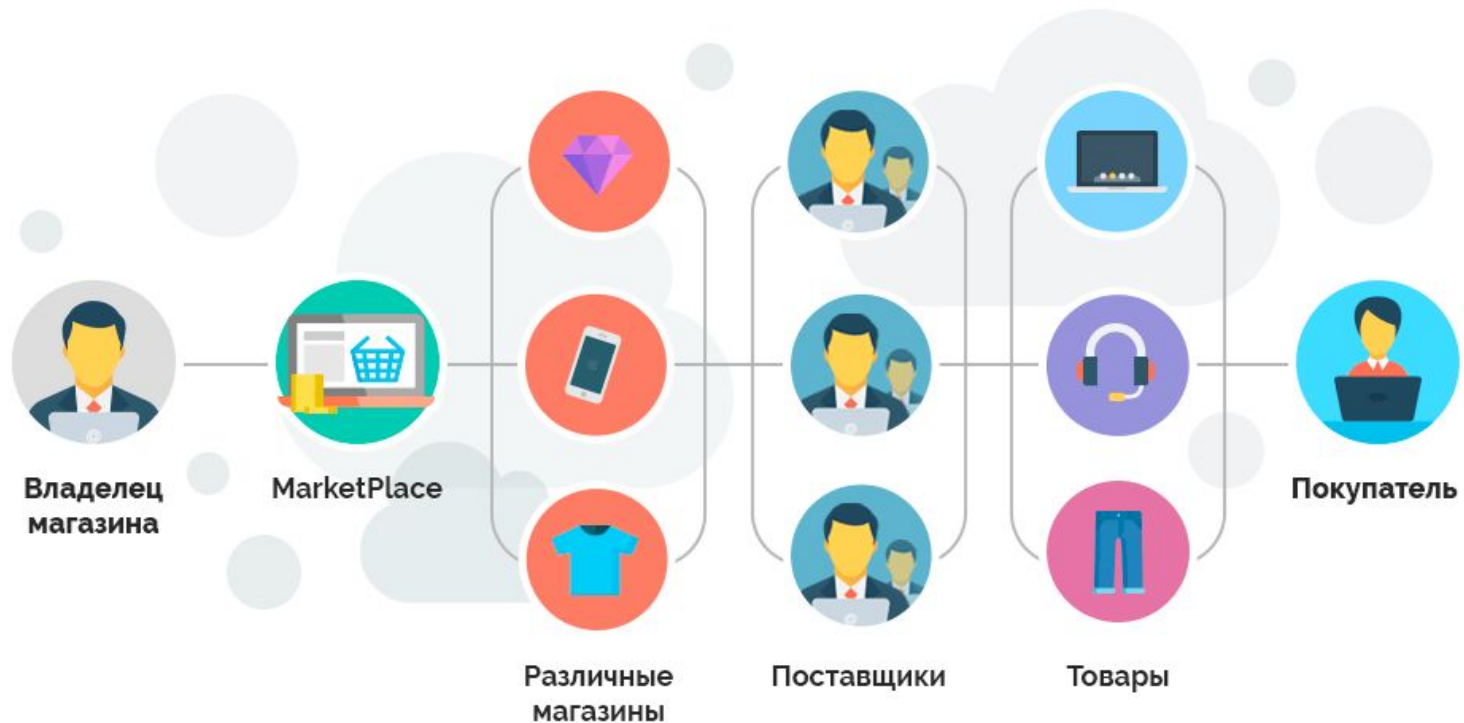 Владелец
магазина
MarketPlace
Различные
магазины
Поставщики
Товары
Покупатель